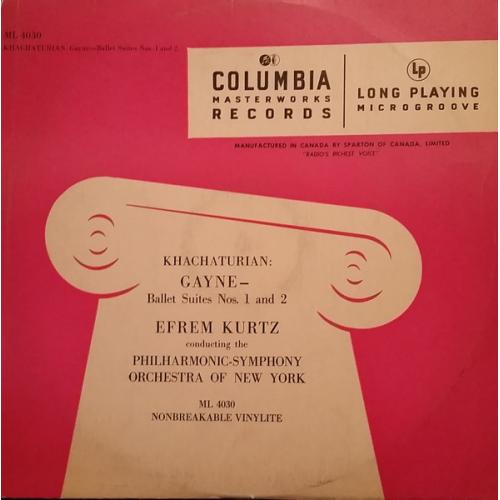 ML 4030
KHACHATURIAN: Gayne—Ballet Suites Nos. 1 and 2.
COLUMBIA
MASTERWORKS
RECORDS
LP
LONG PLAYING
MICROGROOVE
MANUFACTURED IN CANADA BY SPARTON OF CANADA, LIMITED
"RADIO'S RICHEST VOICE"
KHACHATURIAN:
GAYNE—
Ballet Suites Nos. 1 and 2
EFREM KURTZ
conducting the
PHILHARMONIC-SYMPHONY
ORCHESTRA OF NEW YORK
ML 4030
NONBREAKABLE VINYLITE